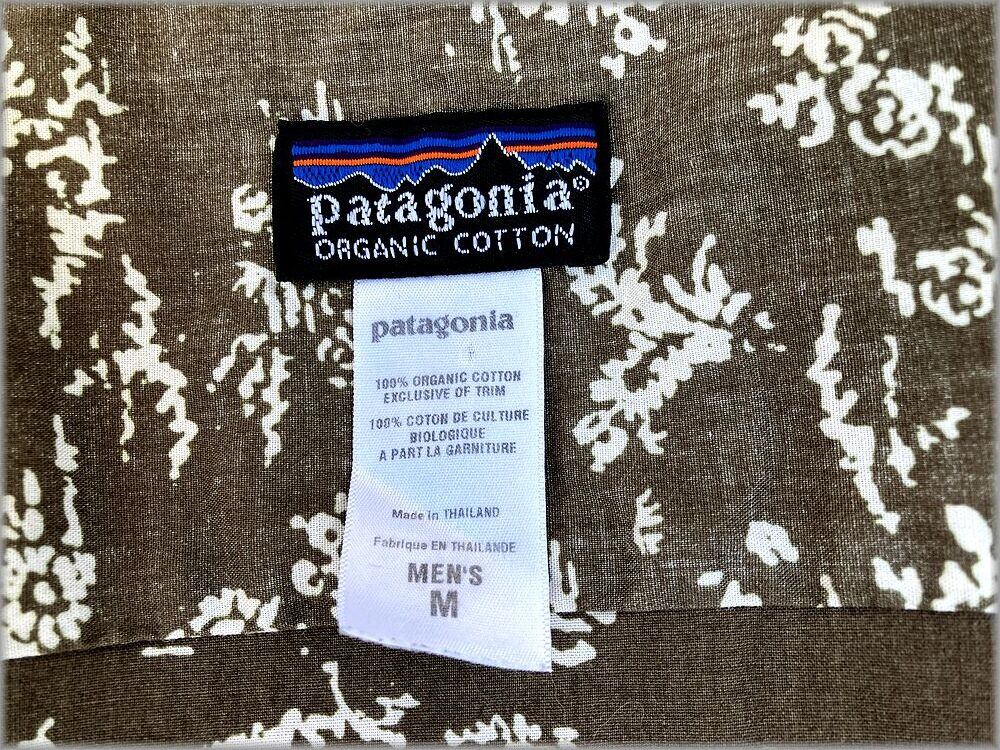 patagonia®
ORGANIC COTTON
patagonia
100% ORGANIC COTTON
EXCLUSIVE OF TRIM
100% COTON DE CULTURE
BIOLOGIQUE
A PART LA GARNITURE
Made in THAILAND
Fabrique EN THAILANDE
MEN'S
M